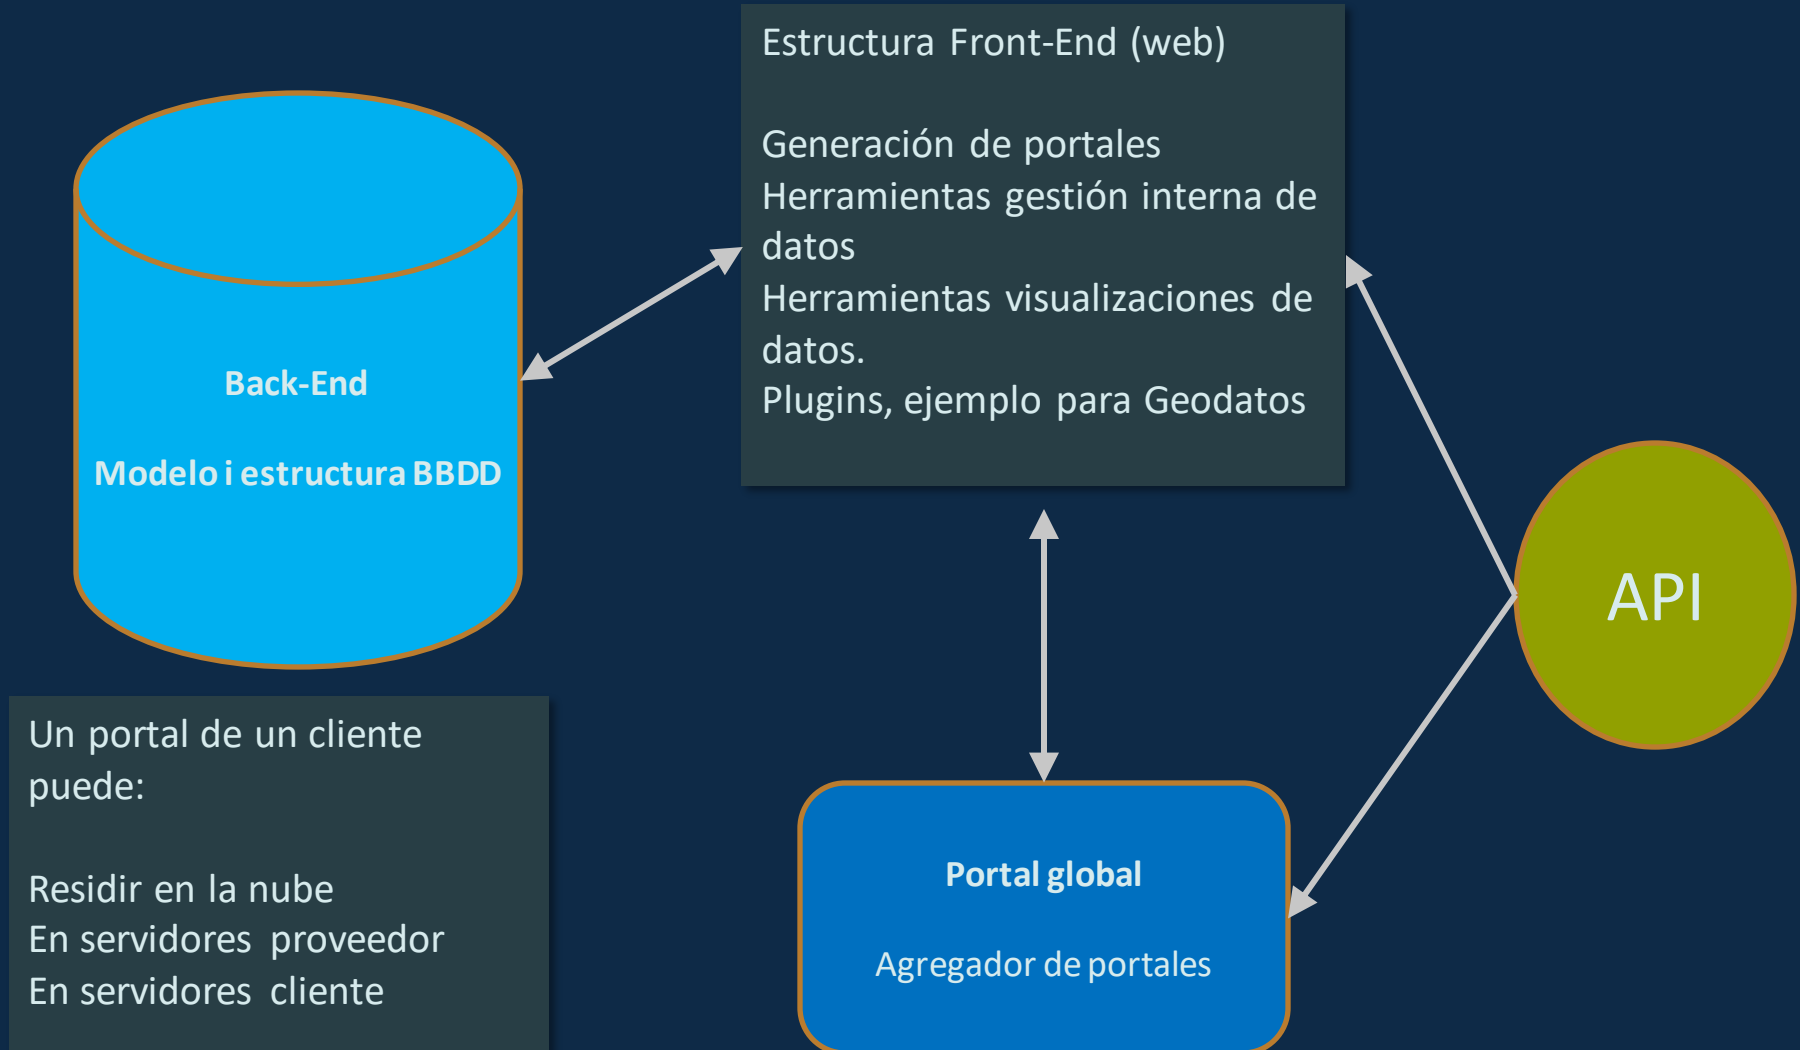 Estructura Front-End (web)
Generación de portales
Herramientas gestión interna de
datos
Herramientas visualizaciones de
datos.
Plugins, ejemplo para Geodatos
Back-End
Modelo i estructura BBDD
API
Un portal de un cliente
puede:
Residir en la nube
En servidores proveedor
En servidores cliente
Portal global
Agregador de portales